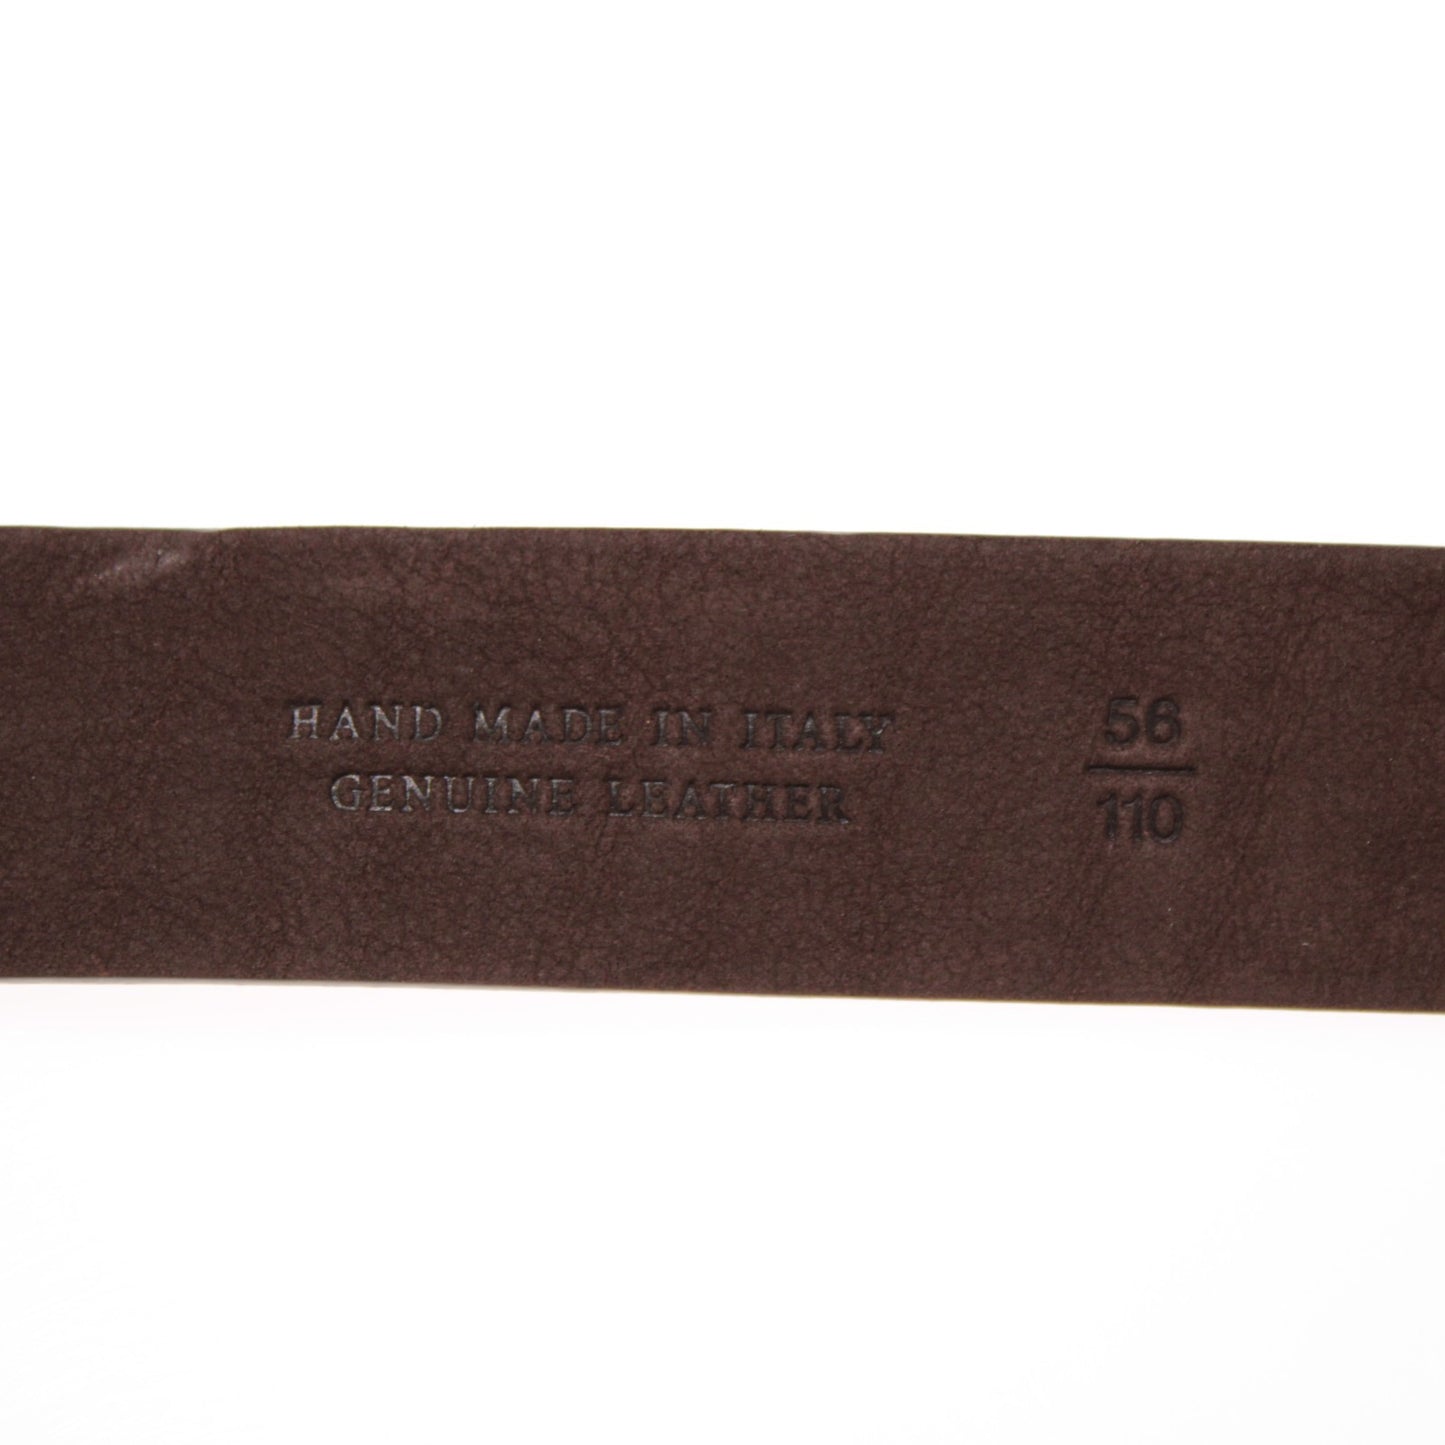 HAND MADE IN ITALY
GENUINE LEATHER
56
110